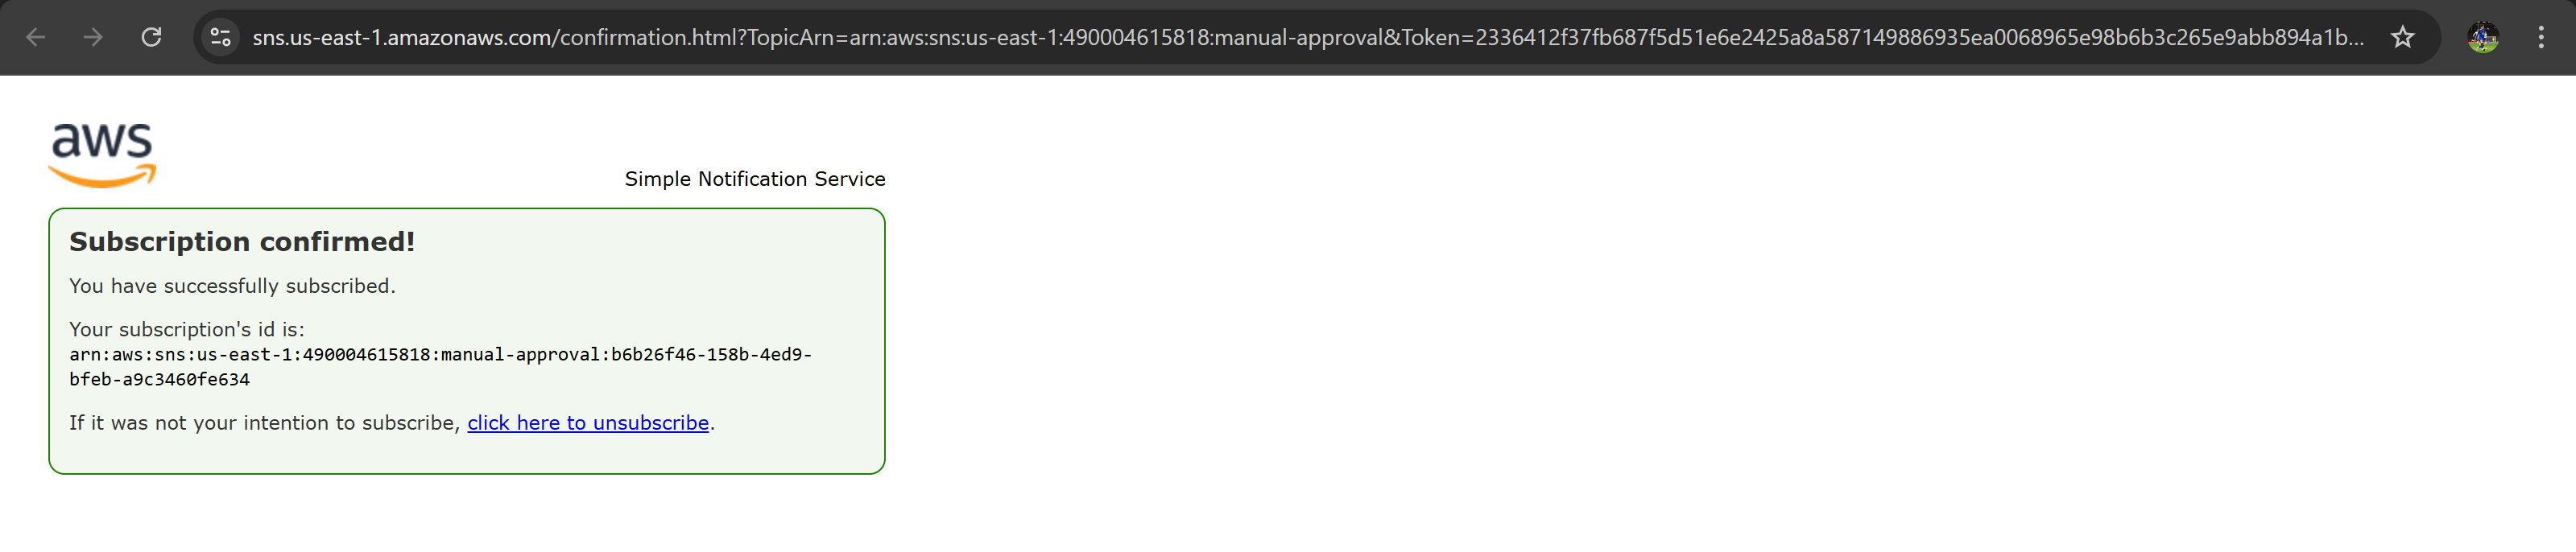 sns.us-east-1.amazonaws.com/confirmation.html?TopicArn=arn:aws:sns:us-east-1:490004615818:manual-approval&Token=2336412f37fb687f5d51e6e2425a8a587149886935ea0068965e98b6b3c265e9abb894a1b...
aws
Simple Notification Service
Subscription confirmed!
You have successfully subscribed.
Your subscription's id is:
arn:aws:sns:us-east-1:490004615818:manual-approval:b6b26f46-158b-4ed9-
bfeb-a9c3460fe634
If it was not your intention to subscribe, click here to unsubscribe.